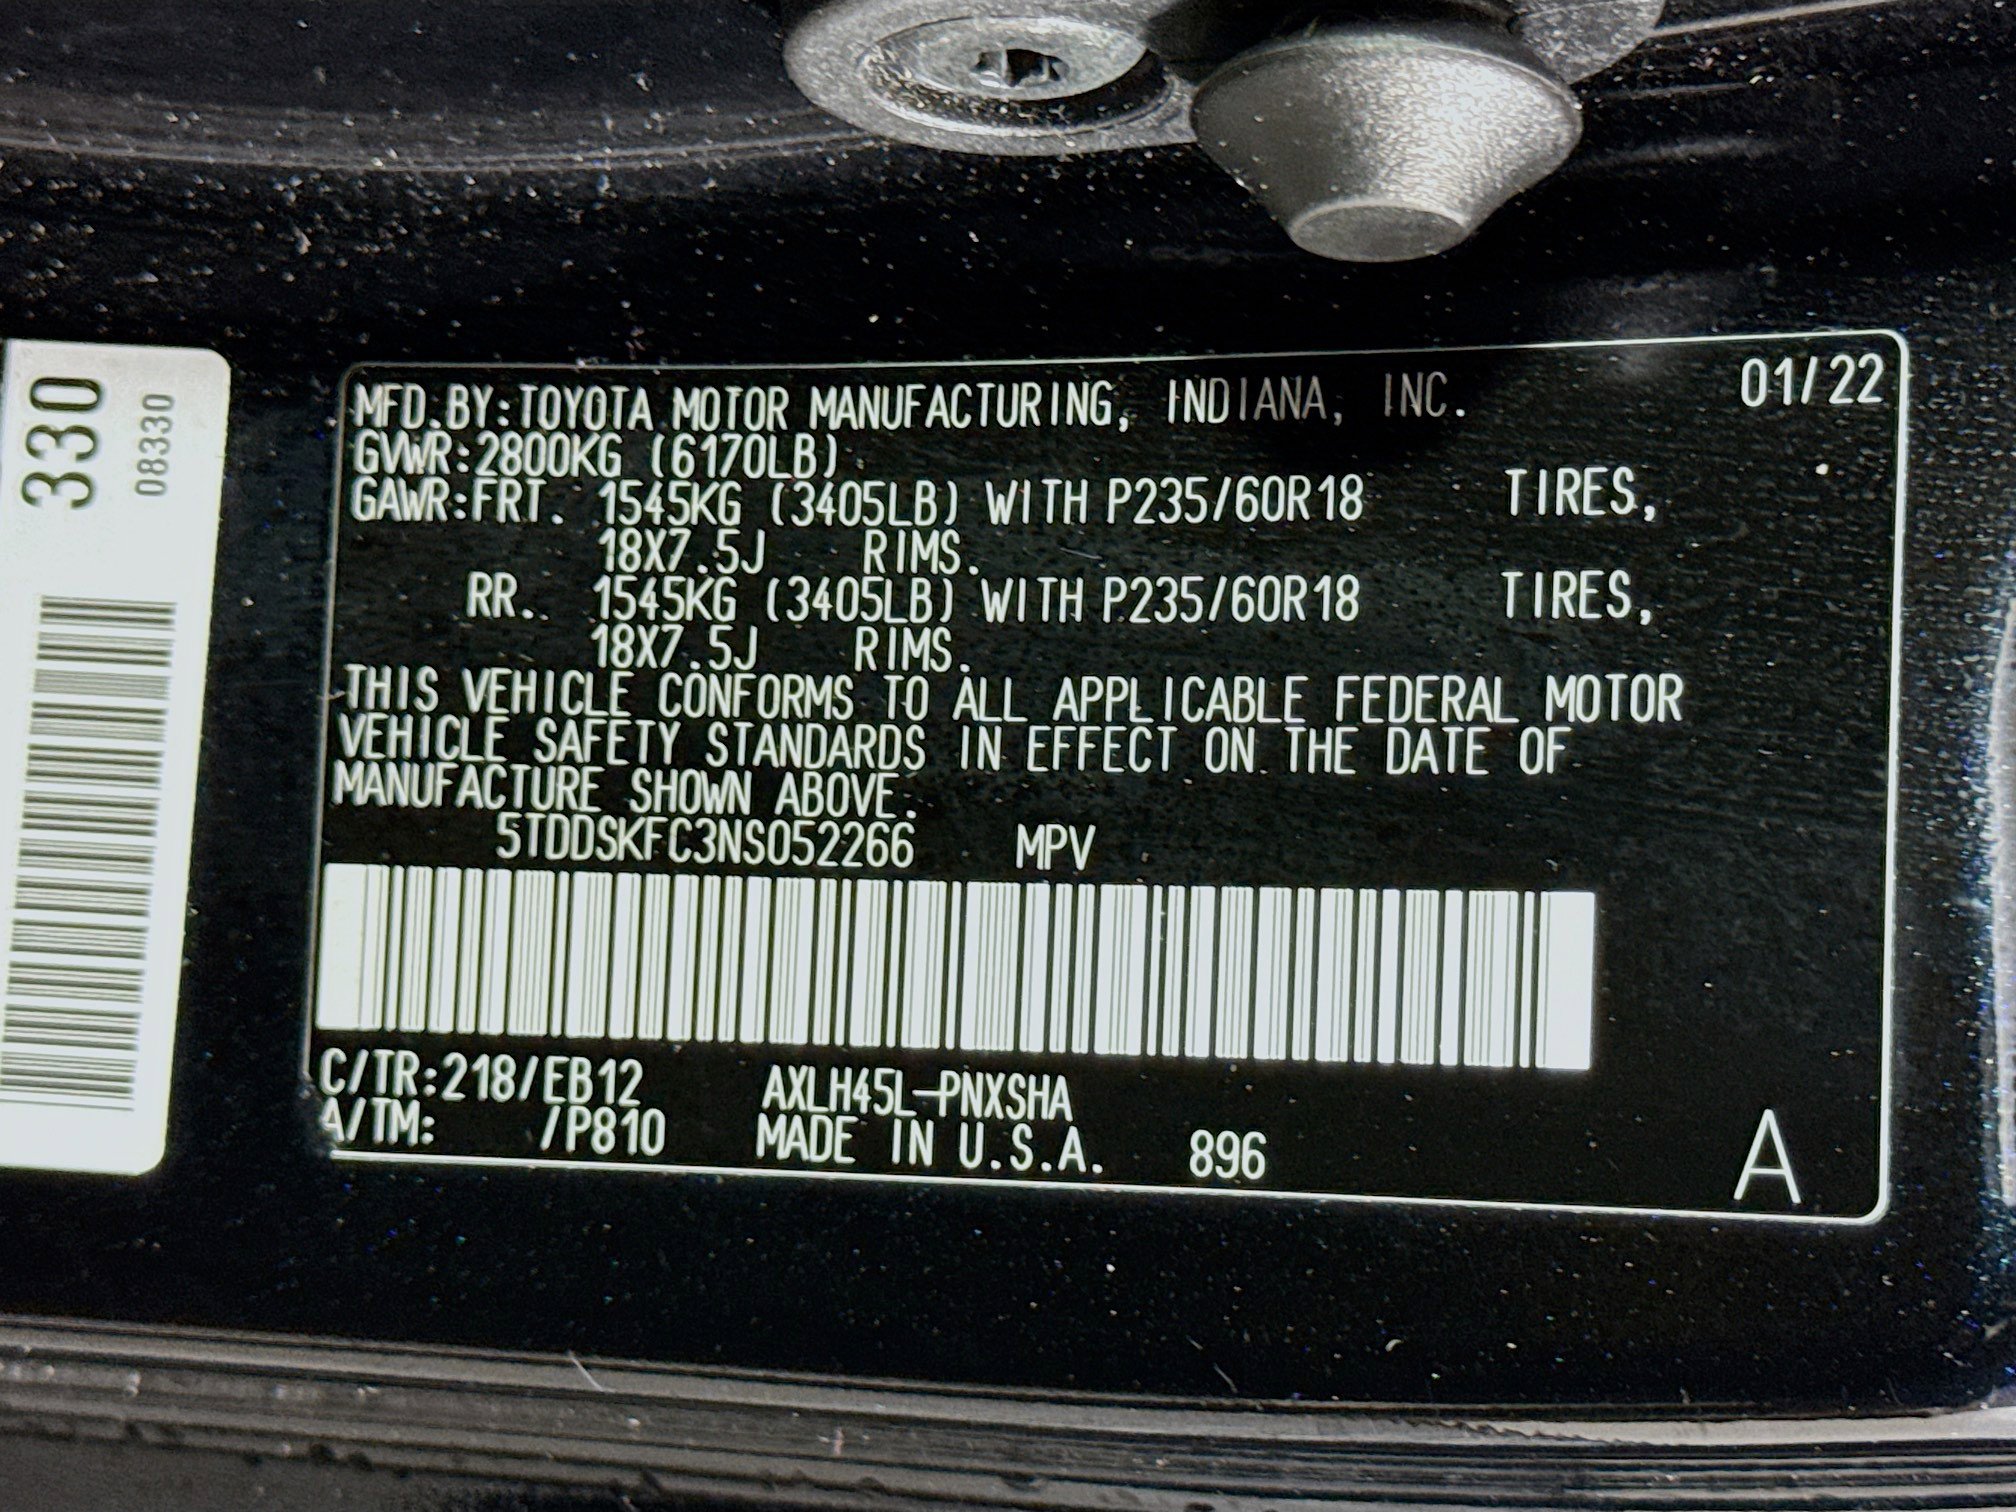 330
08330
MFD.BY:TOYOTA MOTOR MANUFACTURING, INDIANA, INC. 01/22
GVWR:2800KG (6170LB)
GAWR:FRT. 1545KG (3405LB) WITH P235/60R18 TIRES,
18X7.5J RIMS.
RR. 1545KG (3405LB) WITH P235/60R18 TIRES,
18X7.5J RIMS.
THIS VEHICLE CONFORMS TO ALL APPLICABLE FEDERAL MOTOR
VEHICLE SAFETY STANDARDS IN EFFECT ON THE DATE OF
MANUFACTURE SHOWN ABOVE.
5TDDSKFC3NS052266 MPV
C/TR:218/EB12 AXLH45L-PNXSHA
A/TM: /P810 MADE IN U.S.A. 896 A